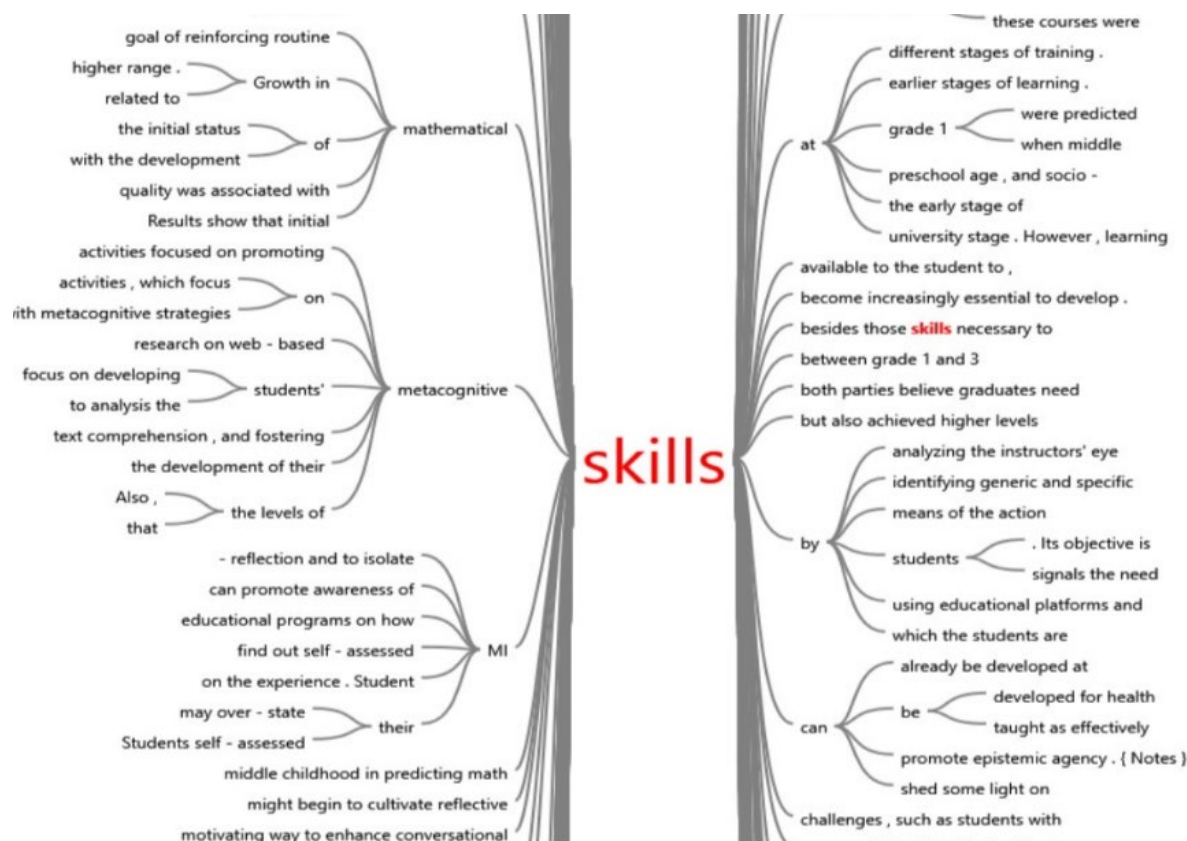 goal of reinforcing routine
higher range .
related to
Growth in
the initial status
with the development
of
quality was associated with
Results show that initial
mathematical
activities focused on promoting
activities , which focus
ith metacognitive strategies
on
research on web - based
focus on developing
to analysis the
students'
text comprehension , and fostering
the development of their
Also ,
that
the levels of
metacognitive
- reflection and to isolate
can promote awareness of
educational programs on how
find out self - assessed
on the experience . Student
may over - state
Students self - assessed
their
MI
middle childhood in predicting math
might begin to cultivate reflective
motivating way to enhance conversational
skills
these courses were
at
different stages of training .
earlier stages of learning .
grade 1
were predicted
when middle
preschool age , and socio -
the early stage of
university stage . However , learning
available to the student to ,
become increasingly essential to develop .
besides those skills necessary to
between grade 1 and 3
both parties believe graduates need
but also achieved higher levels
by
analyzing the instructors' eye
identifying generic and specific
means of the action
students
. Its objective is
signals the need
using educational platforms and
which the students are
can
already be developed at
be
developed for health
taught as effectively
promote epistemic agency . { Notes }
shed some light on
challenges , such as students with